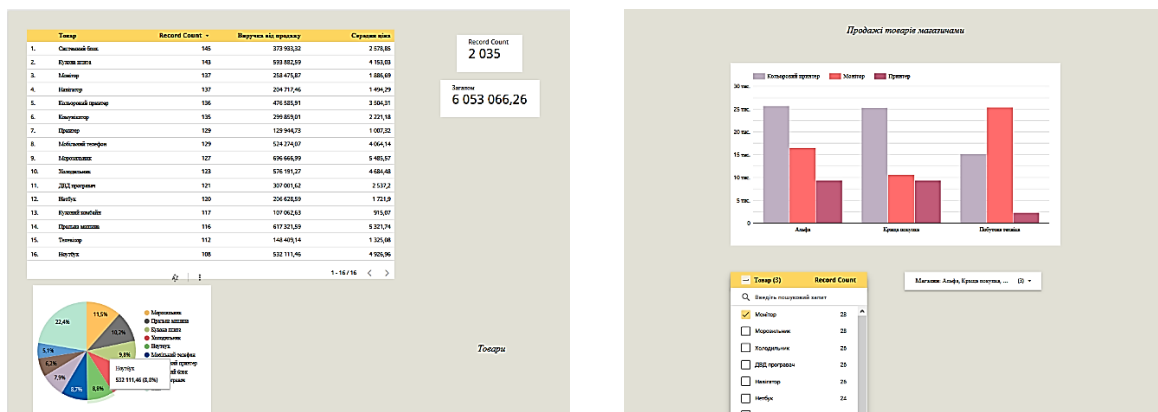 Товар Record Count Виручка від продажу Середня ціна
1. Системний блок 145 373 933,32 2 578,85
2. Кухонна плита 143 593 882,59 4 153,03
3. Монітор 137 258 475,87 1 886,69
4. Навігатор 137 204 717,46 1 494,29
5. Кольоровий принтер 136 476 585,91 3 504,31
6. Комунікатор 135 299 859,01 2 221,18
7. Принтер 129 129 944,73 1 007,32
8. Мобільний телефон 129 524 274,07 4 064,14
9. Морозильник 127 696 666,99 5 485,57
10. Холодильник 123 576 191,27 4 684,48
11. ДВД програвач 121 307 001,62 2 537,2
12. Нетбук 120 206 628,59 1 721,9
13. Кухонний комбайн 117 107 062,63 915,07
14. Пральна машина 116 617 321,59 5 321,74
15. Телевізор 112 148 409,14 1 325,08
16. Ноутбук 108 532 111,46 4 926,96
1 - 16 / 16
Record Count
2 035
Загалом
6 053 066,26
22,4%
11,5%
10,2%
9,8%
8,8%
8,7%
7,9%
6,2%
5,1%
Морозильник
Пральна машина
Кухонна плита
Холодильник
Ноутбук
Мобільний телефон
ий принтер
ий блок
гравач
Ноутбук
532 111,46 (8,8%)
Товари
Продажі товарів магазинами
Кольоровий принтер Монітор Принтер
30 тис.
25 тис.
20 тис.
15 тис.
10 тис.
5 тис.
0
Альфа Краща покупка Побутова техніка
Товар (3) Record Count
Введіть пошуковий запит
Монітор 28
Морозильник 28
Холодильник 26
ДВД програвач 26
Навігатор 26
Нетбук 24
Магазин: Альфа, Краща покупка, ... (3)